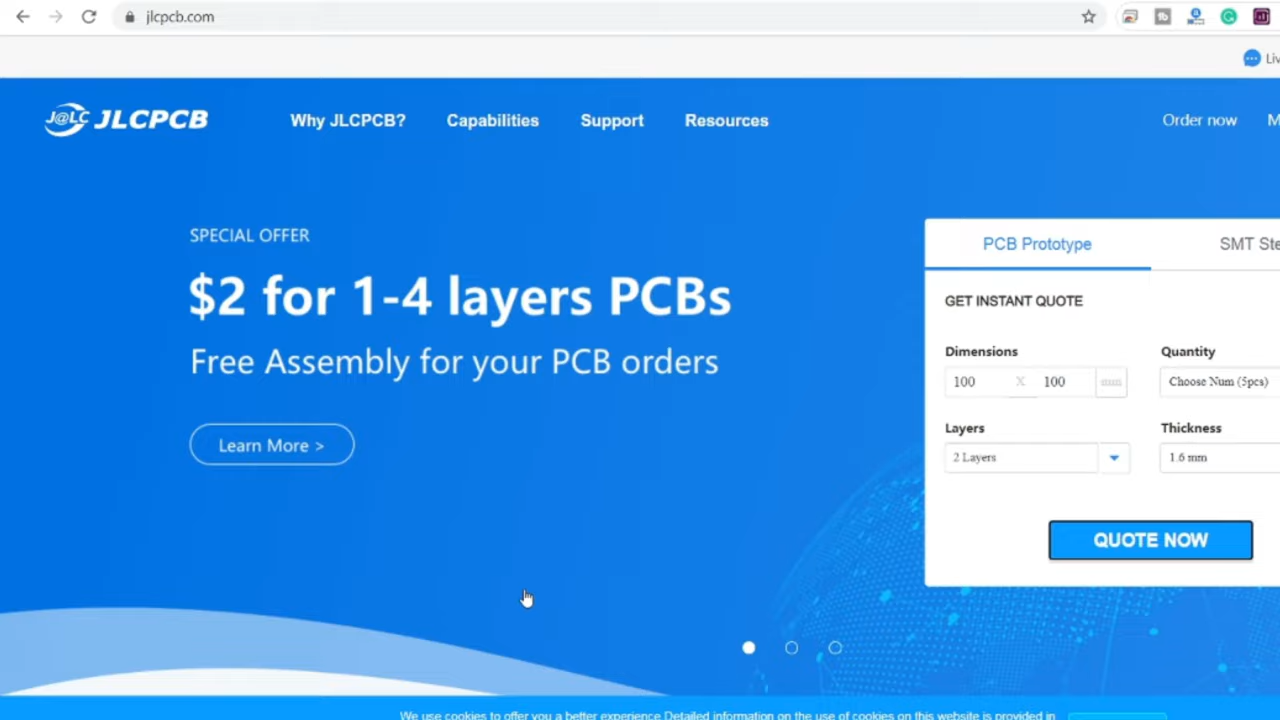 jlcpcb.com
J@LC JLCPCB
Why JLCPCB? Capabilities Support Resources
Order now
SPECIAL OFFER
$2 for 1-4 layers PCBs
Free Assembly for your PCB orders
Learn More >
PCB Prototype SMT
GET INSTANT QUOTE
Dimensions Quantity
100 X 100 mm Choose Num (5pcs)
Layers Thickness
2 Layers 1.6 mm
QUOTE NOW
We use cookies to offer you a better experience Detailed information on the use of cookies on this website is provided in